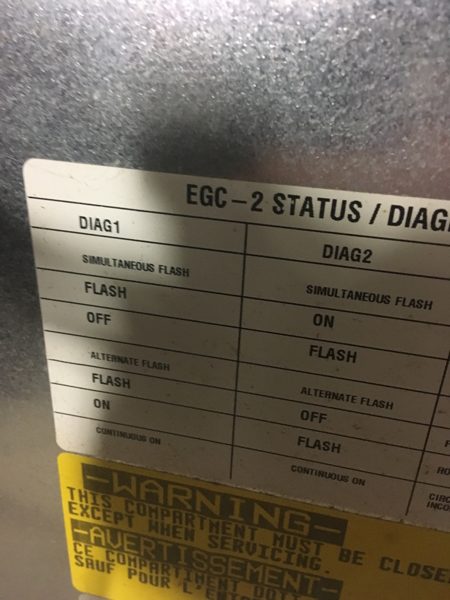 EGC-2 STATUS / DIAG
DIAG1 DIAG2
SIMULTANEOUS FLASH SIMULTANEOUS FLASH
FLASH ON
OFF FLASH
ALTERNATE FLASH ALTERNATE FLASH
FLASH OFF
ON FLASH
CONTINUOUS ON CONTINUOUS ON
-WARNING-
THIS COMPARTMENT MUST BE CLOSE
EXCEPT WHEN SERVICING.
-AVERTISSEMENT-
CE COMPARTIMENT DOIT
SAUF POUR